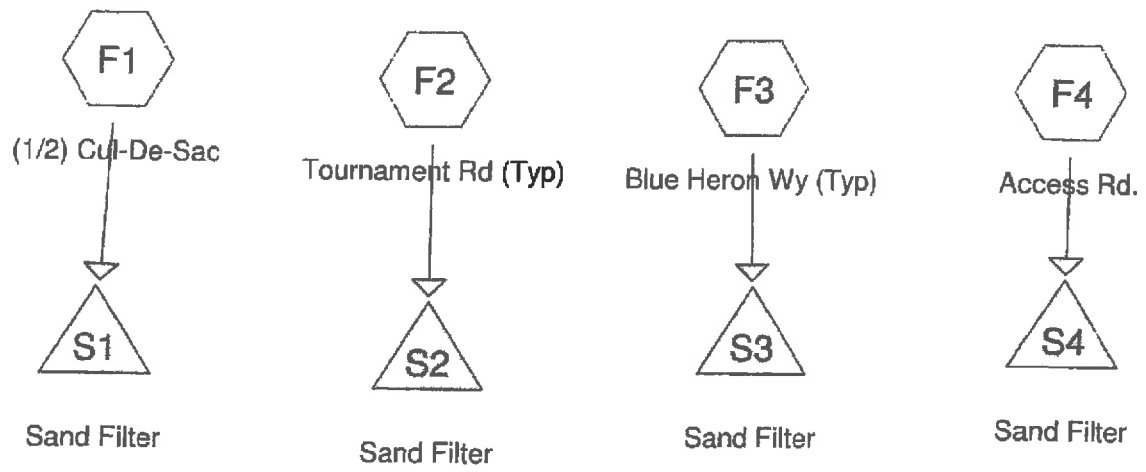 F1
(1/2) Cul-De-Sac
S1
Sand Filter
F2
Tournament Rd (Typ)
S2
Sand Filter
F3
Blue Heron Wy (Typ)
S3
Sand Filter
F4
Access Rd.
S4
Sand Filter